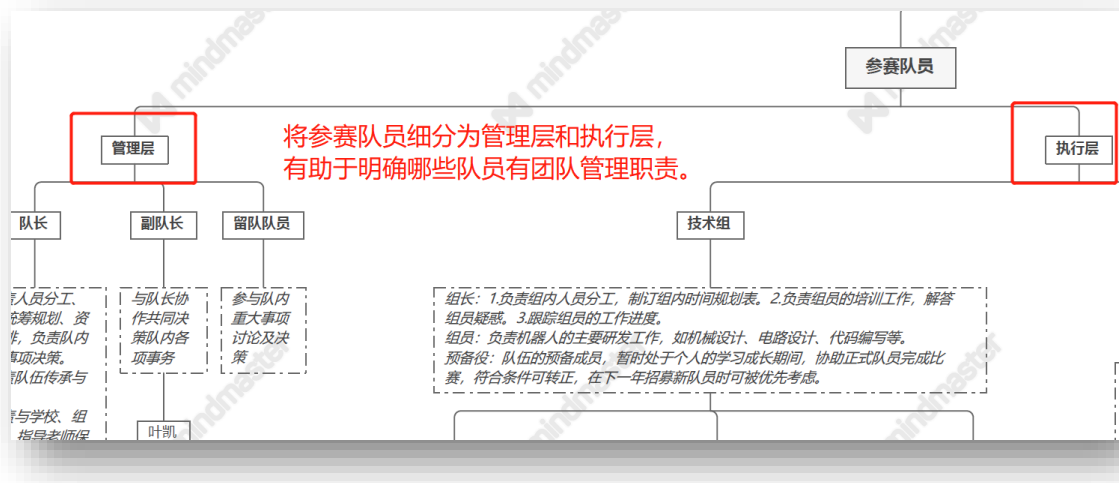 参赛队员
管理层
将参赛队员细分为管理层和执行层，
有助于明确哪些队员有团队管理职责。
执行层
队长
副队长
留队队员
技术组
人员分工、
统筹规划、资
负责队内
事项决策。
队伍传承与
与学校、组
指导老师保
与队长协
作共同决
策队内各
项事务
参与队内
重大事项
讨论及决
策
组长：1.负责组内人员分工，制订组内时间规划表。2.负责组员的培训工作，解答
组员疑惑。3.跟踪组员的工作进度。
组员：负责机器人的主要研发工作，如机械设计、电路设计、代码编写等。
预备役：队伍的预备成员，暂时处于个人的学习成长期间，协助正式队员完成比
赛，符合条件可转正，在下一年招募新队员时可被优先考虑。
叶凯
mindmaster
mindmaster
mindmaster
mindmaster
mindmaster